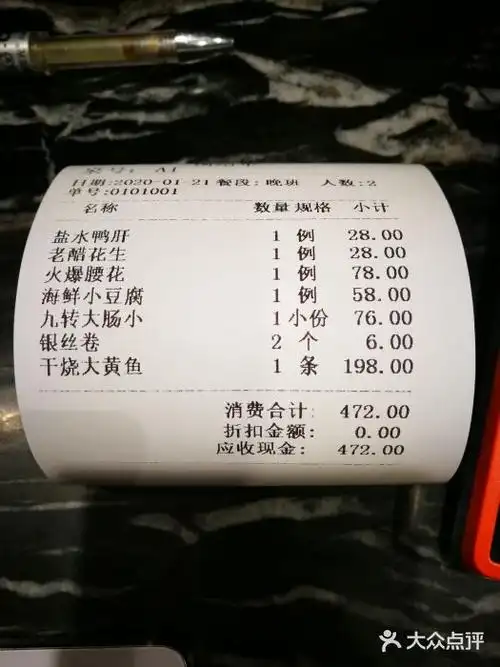 A1
日期:2020-01-21 餐段:晚班 人数:2
单号:0101001
名称 数量 规格 小计
盐水鸭肝 1 例 28.00
老醋花生 1 例 28.00
火爆腰花 1 例 78.00
海鲜小豆腐 1 例 58.00
九转大肠小 1 小份 76.00
银丝卷 2 个 6.00
干烧大黄鱼 1 条 198.00
消费合计: 472.00
折扣金额: 0.00
应收现金: 472.00
大众点评